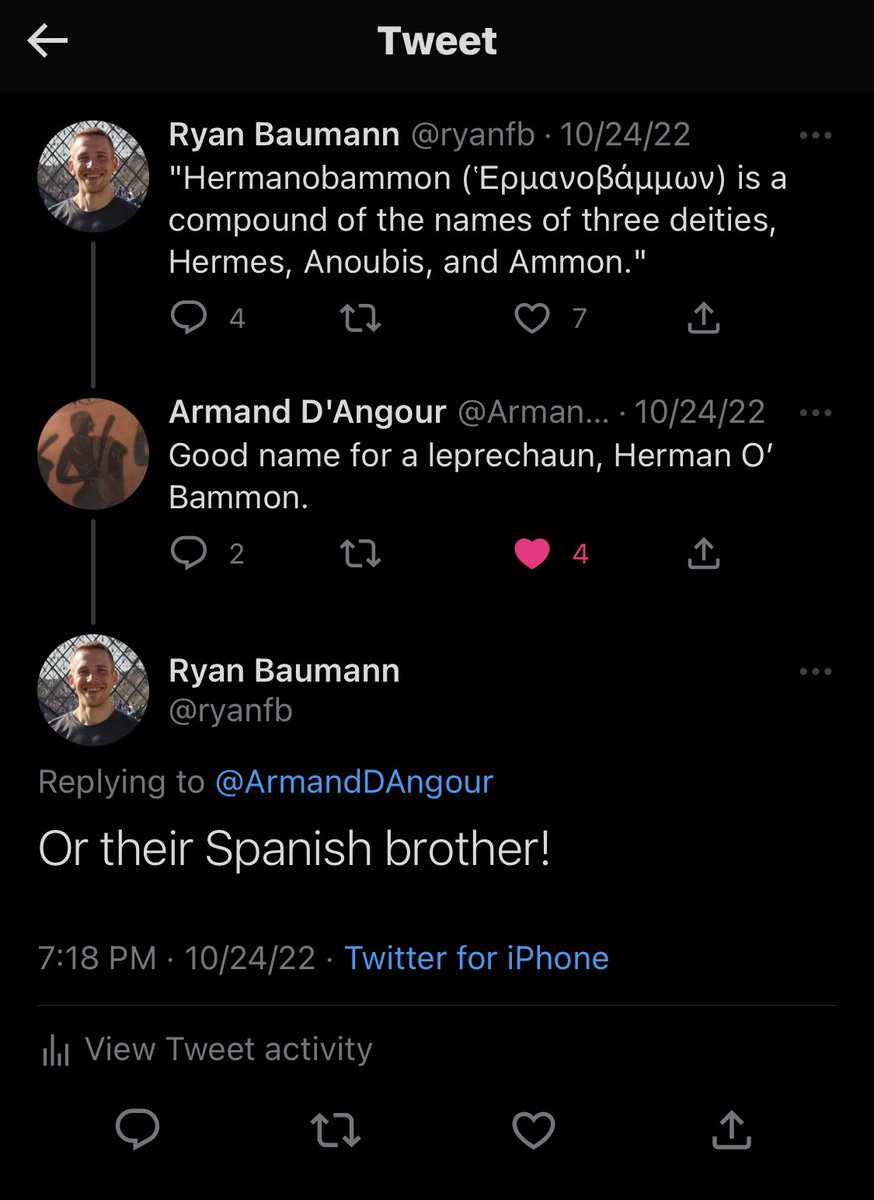 Tweet
Ryan Baumann @ryanfb · 10/24/22
"Hermanobammon (Ἑρμανοβάμμων) is a
compound of the names of three deities,
Hermes, Anoubis, and Ammon."
4 7
Armand D'Angour @Arman... · 10/24/22
Good name for a leprechaun, Herman O’
Bammon.
2 4
Ryan Baumann
@ryanfb
Replying to @ArmandDAngour
Or their Spanish brother!
7:18 PM · 10/24/22 · Twitter for iPhone
View Tweet activity